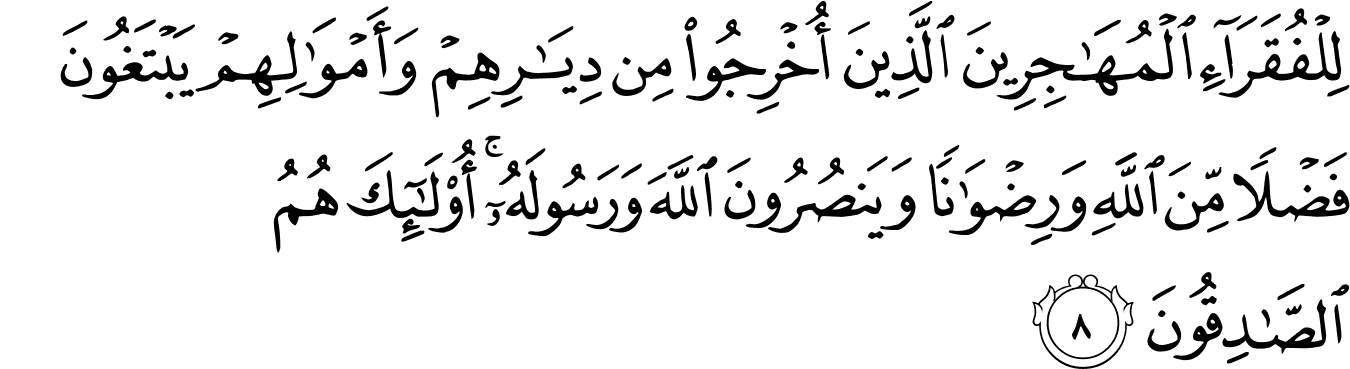 لِلْفُقَرَآءِ ٱلْمُهَـٰجِرِينَ ٱلَّذِينَ أُخْرِجُوا۟ مِن دِيَـٰرِهِمْ وَأَمْوَٰلِهِمْ يَبْتَغُونَ
فَضْلًا مِّنَ ٱللَّهِ وَرِضْوَٰنًا وَيَنصُرُونَ ٱللَّهَ وَرَسُولَهُۥٓ ۚ أُو۟لَـٰٓئِكَ هُمُ
ٱلصَّـٰدِقُونَ ٨